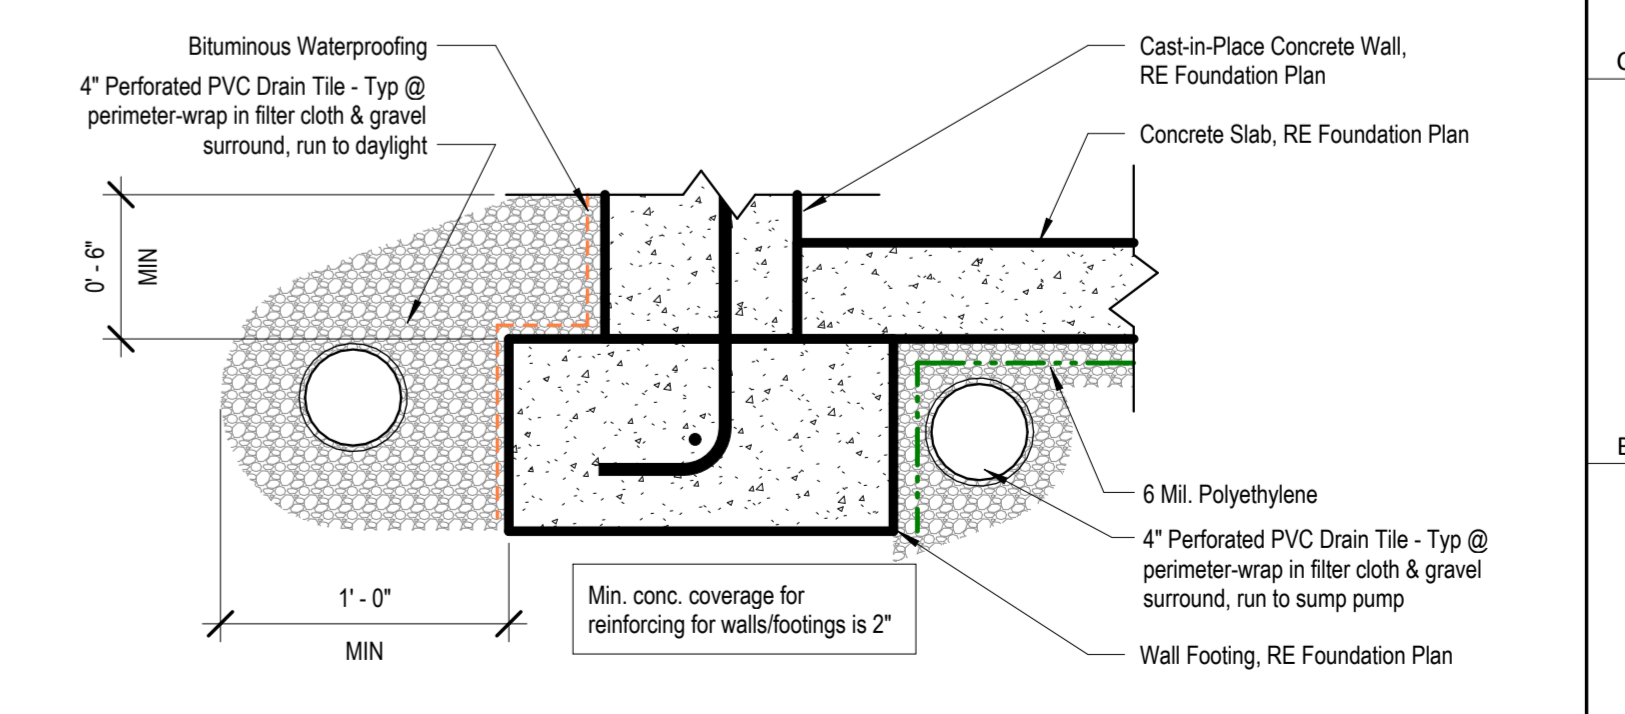 Bituminous Waterproofing
4" Perforated PVC Drain Tile - Typ @
perimeter-wrap in filter cloth & gravel
surround, run to daylight
Cast-in-Place Concrete Wall,
RE Foundation Plan
Concrete Slab, RE Foundation Plan
0' - 6"
MIN
1' - 0"
MIN
Min. conc. coverage for
reinforcing for walls/footings is 2"
6 Mil. Polyethylene
4" Perforated PVC Drain Tile - Typ @
perimeter-wrap in filter cloth & gravel
surround, run to sump pump
Wall Footing, RE Foundation Plan